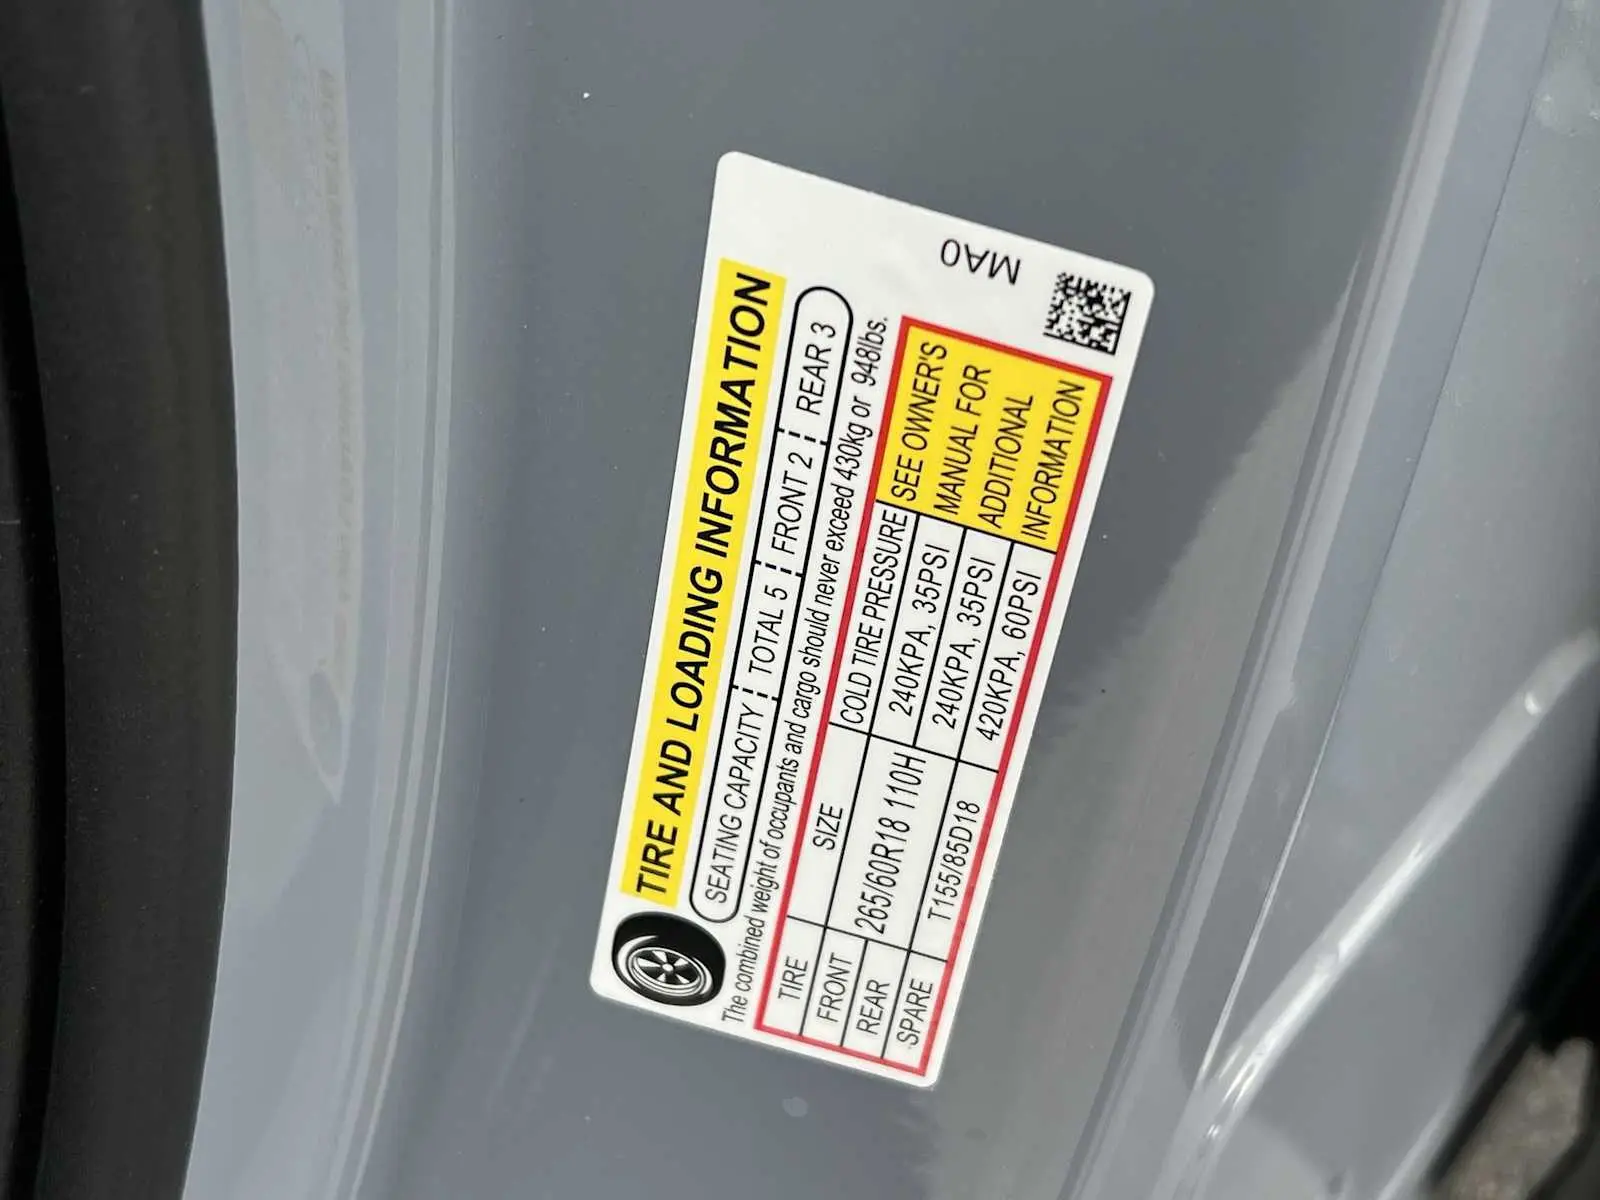 TIRE AND LOADING INFORMATION
SEATING CAPACITY TOTAL 5 FRONT 2 REAR 3
The combined weight of occupants and cargo should never exceed 430kg or 948lbs.
TIRE SIZE COLD TIRE PRESSURE
FRONT 265/60R18 110H 240KPA, 35PSI
REAR 240KPA, 35PSI
SPARE T155/85D18 420KPA, 60PSI
SEE OWNER'S
MANUAL FOR
ADDITIONAL
INFORMATION
MA0